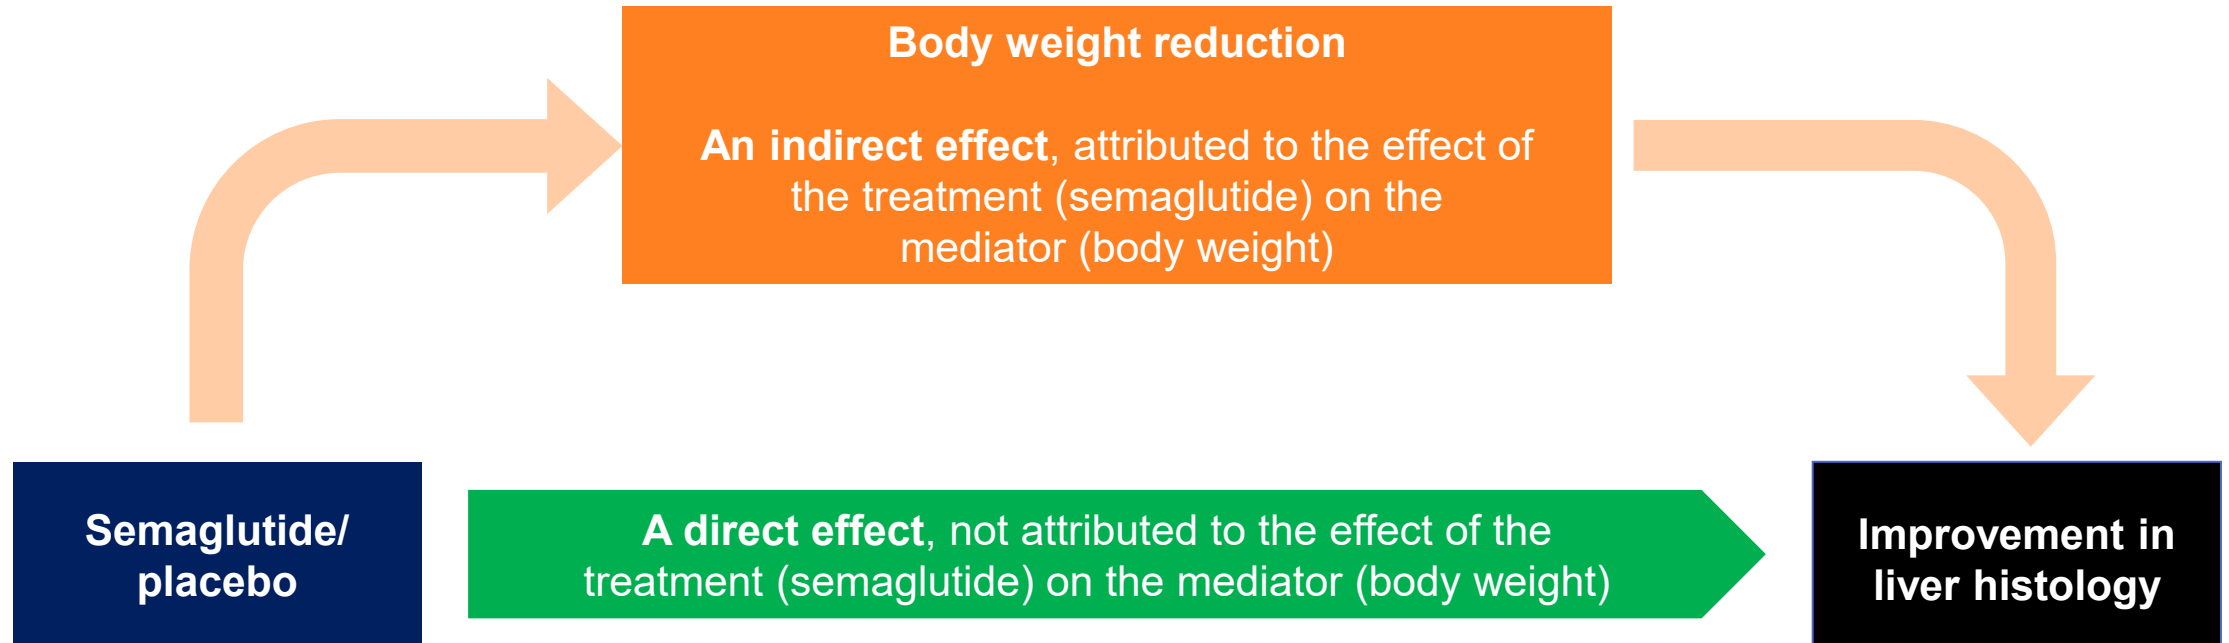 Body weight reduction
An indirect effect, attributed to the effect of
the treatment (semaglutide) on the
mediator (body weight)
Semaglutide/
placebo
A direct effect, not attributed to the effect of the
treatment (semaglutide) on the mediator (body weight)
Improvement in
liver histology